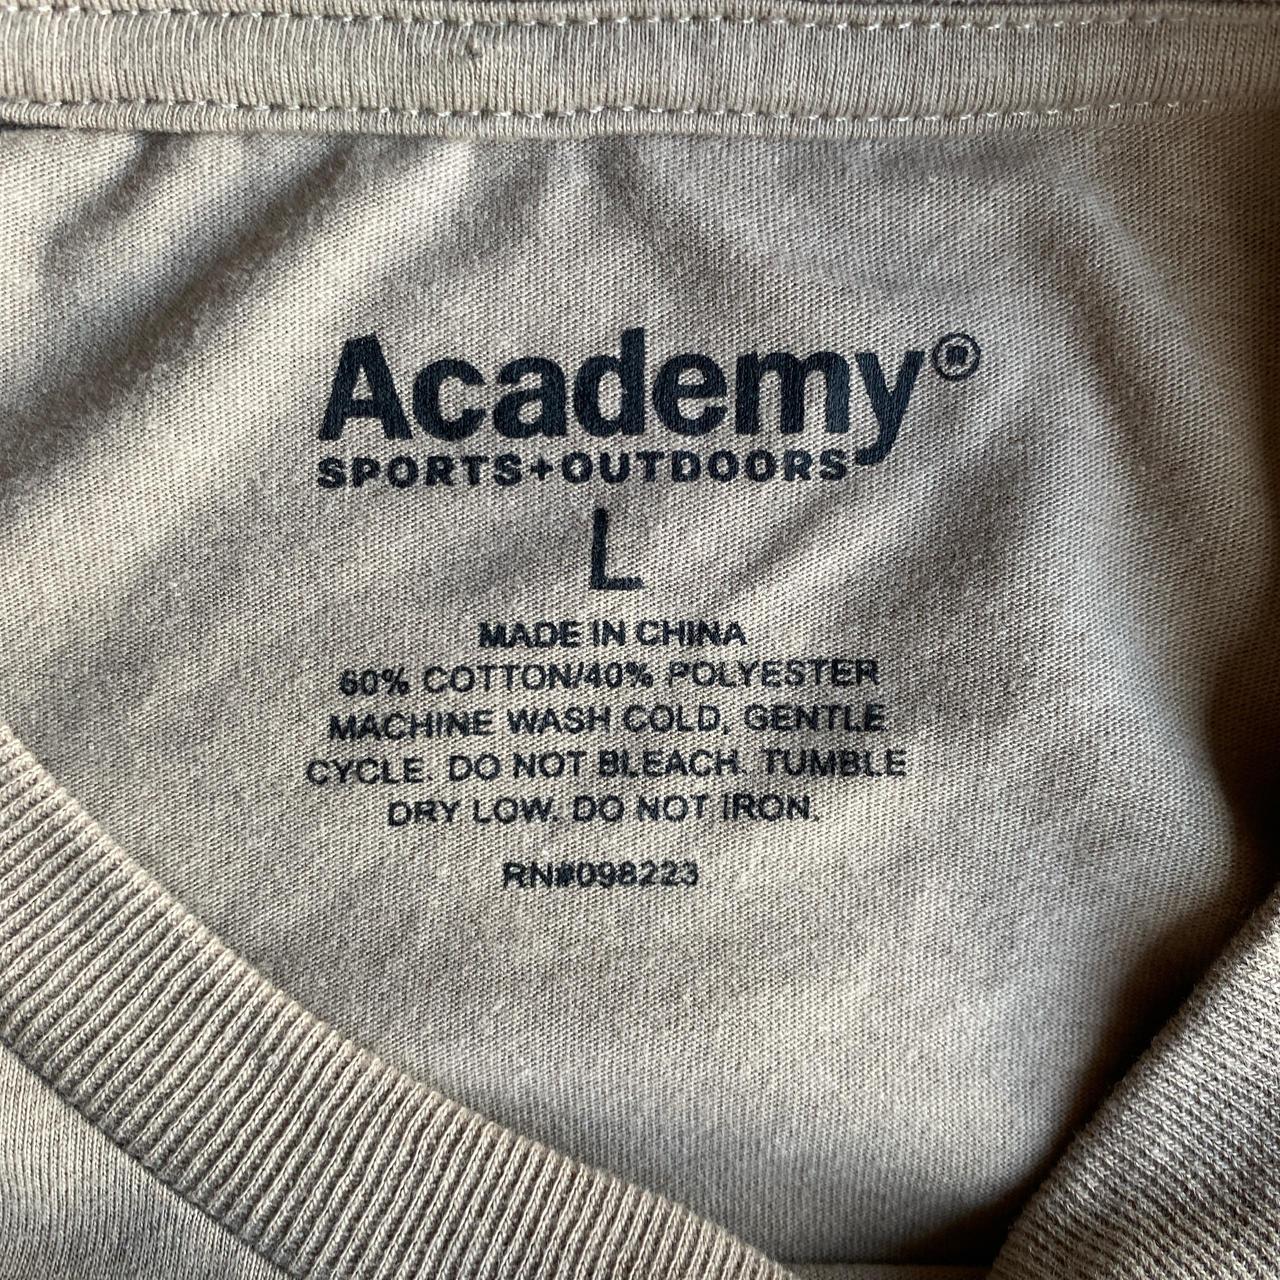 Academy®
SPORTS+OUTDOORS
L
MADE IN CHINA
60% COTTON/40% POLYESTER
MACHINE WASH COLD, GENTLE
CYCLE. DO NOT BLEACH. TUMBLE
DRY LOW. DO NOT IRON.
RN#098223